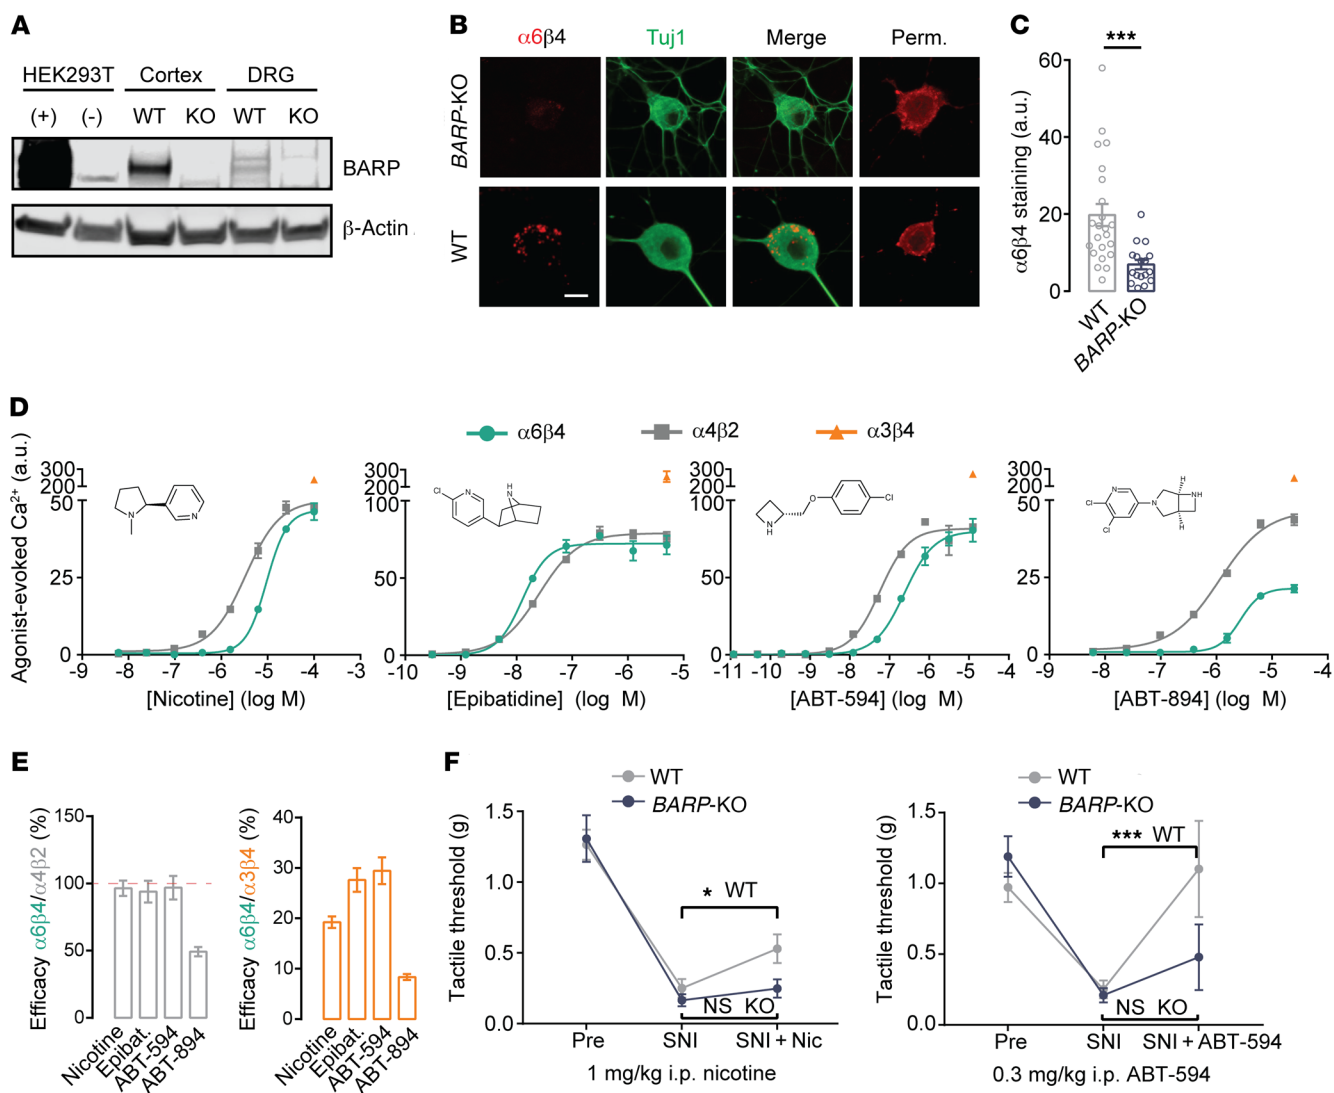 A
HEK293T Cortex DRG
(+) (-) WT KO WT KO
BARP
β-Actin
B
α6β4 Tuj1 Merge Perm.
BARP-KO
WT
C
***
α6β4 staining (a.u.)
60
40
20
0
WT
BARP-KO
D
α6β4 α4β2 α3β4
Agonist-evoked Ca2+ (a.u.)
300
200
50
25
0
-9 -7 -6 -5 -4 -3
[Nicotine] (log M)
N
N
300
200
100
50
0
-10 -9 -8 -7 -6 -5
[Epibatidine] (log M)
Cl
N
H
N
300
200
100
50
0
-11 -10 -9 -8 -7 -6 -5 -4
[ABT-594] (log M)
N
H
O
Cl
300
200
50
25
0
-9 -8 -7 -6 -5 -4
[ABT-894] (log M)
Cl
Cl
N
N
H
NH
H
E
Efficacy α6β4/α4β2 (%)
150
100
50
0
Nicotine
Epibat.
ABT-594
ABT-894
Efficacy α6β4/α3β4 (%)
40
30
20
10
0
Nicotine
Epibat.
ABT-594
ABT-894
F
WT
BARP-KO
Tactile threshold (g)
1.5
1.0
0.5
0.0
* WT
NS KO
Pre SNI SNI + Nic
1 mg/kg i.p. nicotine
WT
BARP-KO
Tactile threshold (g)
1.5
1.0
0.5
0.0
*** WT
NS KO
Pre SNI SNI + ABT-594
0.3 mg/kg i.p. ABT-594